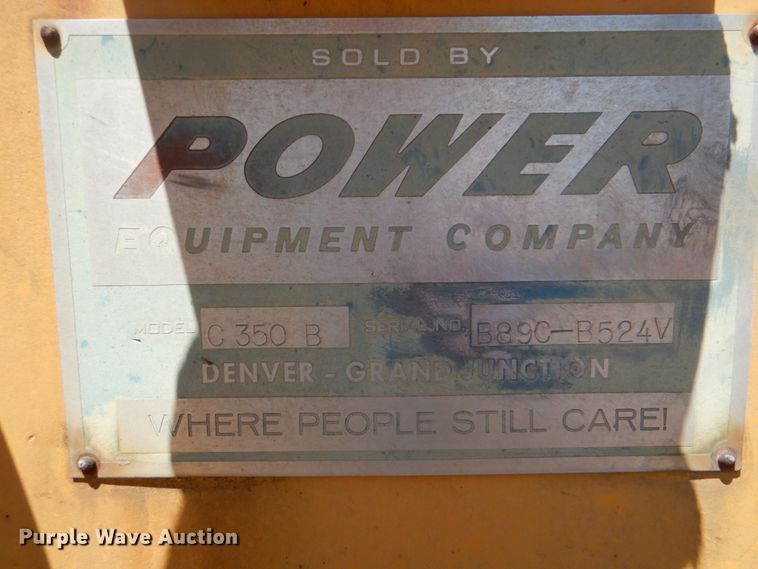 SOLD BY
POWER
EQUIPMENT COMPANY
MODEL C 350 B SERIAL NO. B89C-B524V
DENVER - GRAND JUNCTION
WHERE PEOPLE STILL CARE!
Purple Wave Auction